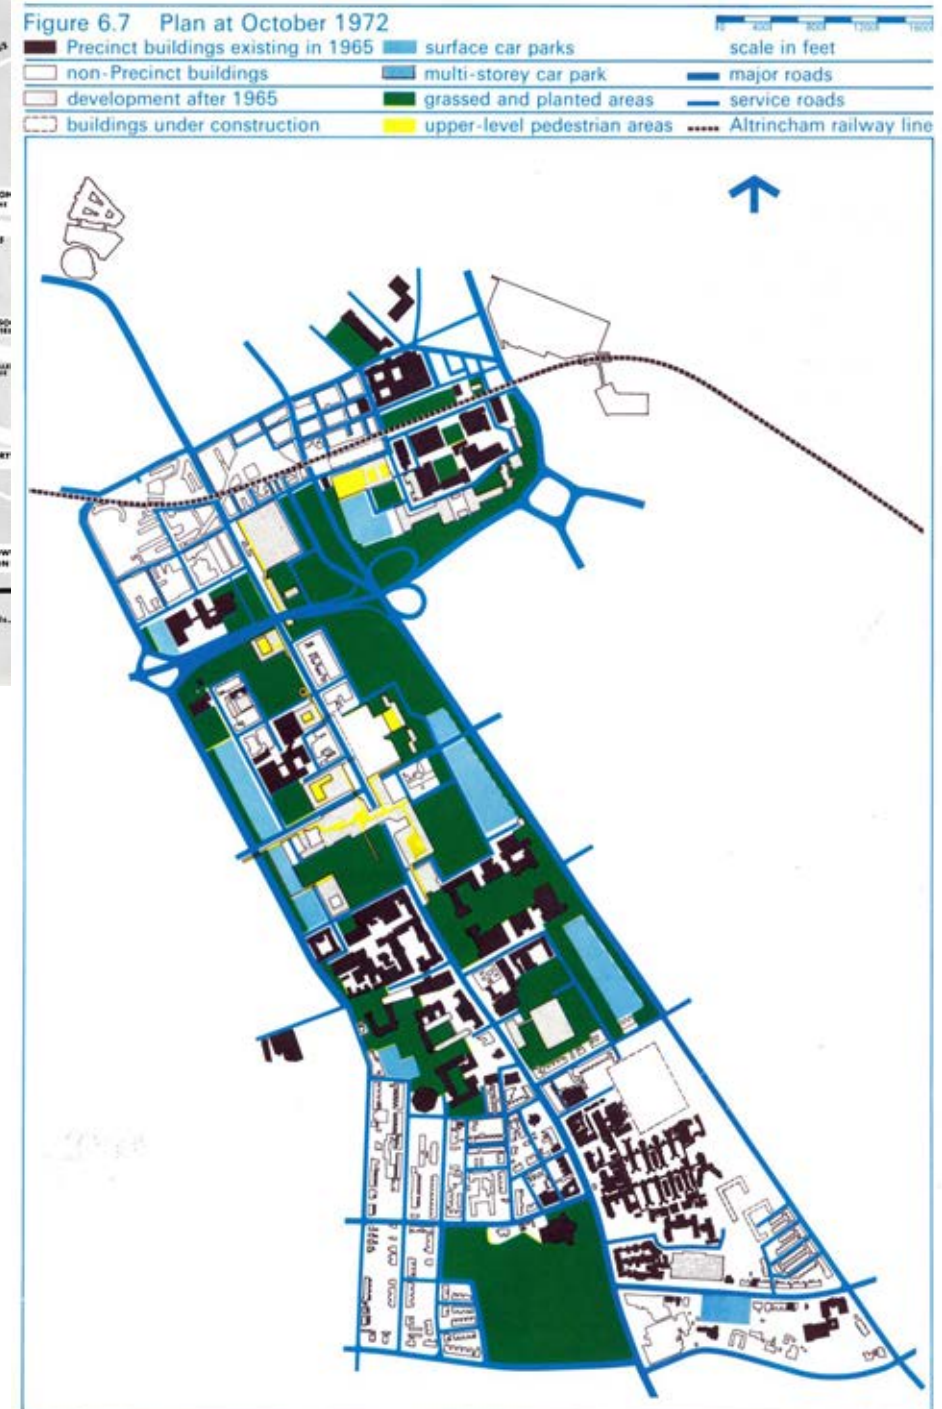 Figure 6.7 Plan at October 1972
Precinct buildings existing in 1965 surface car parks scale in feet
non-Precinct buildings multi-storey car park major roads
development after 1965 grassed and planted areas service roads
buildings under construction upper-level pedestrian areas Altrincham railway line